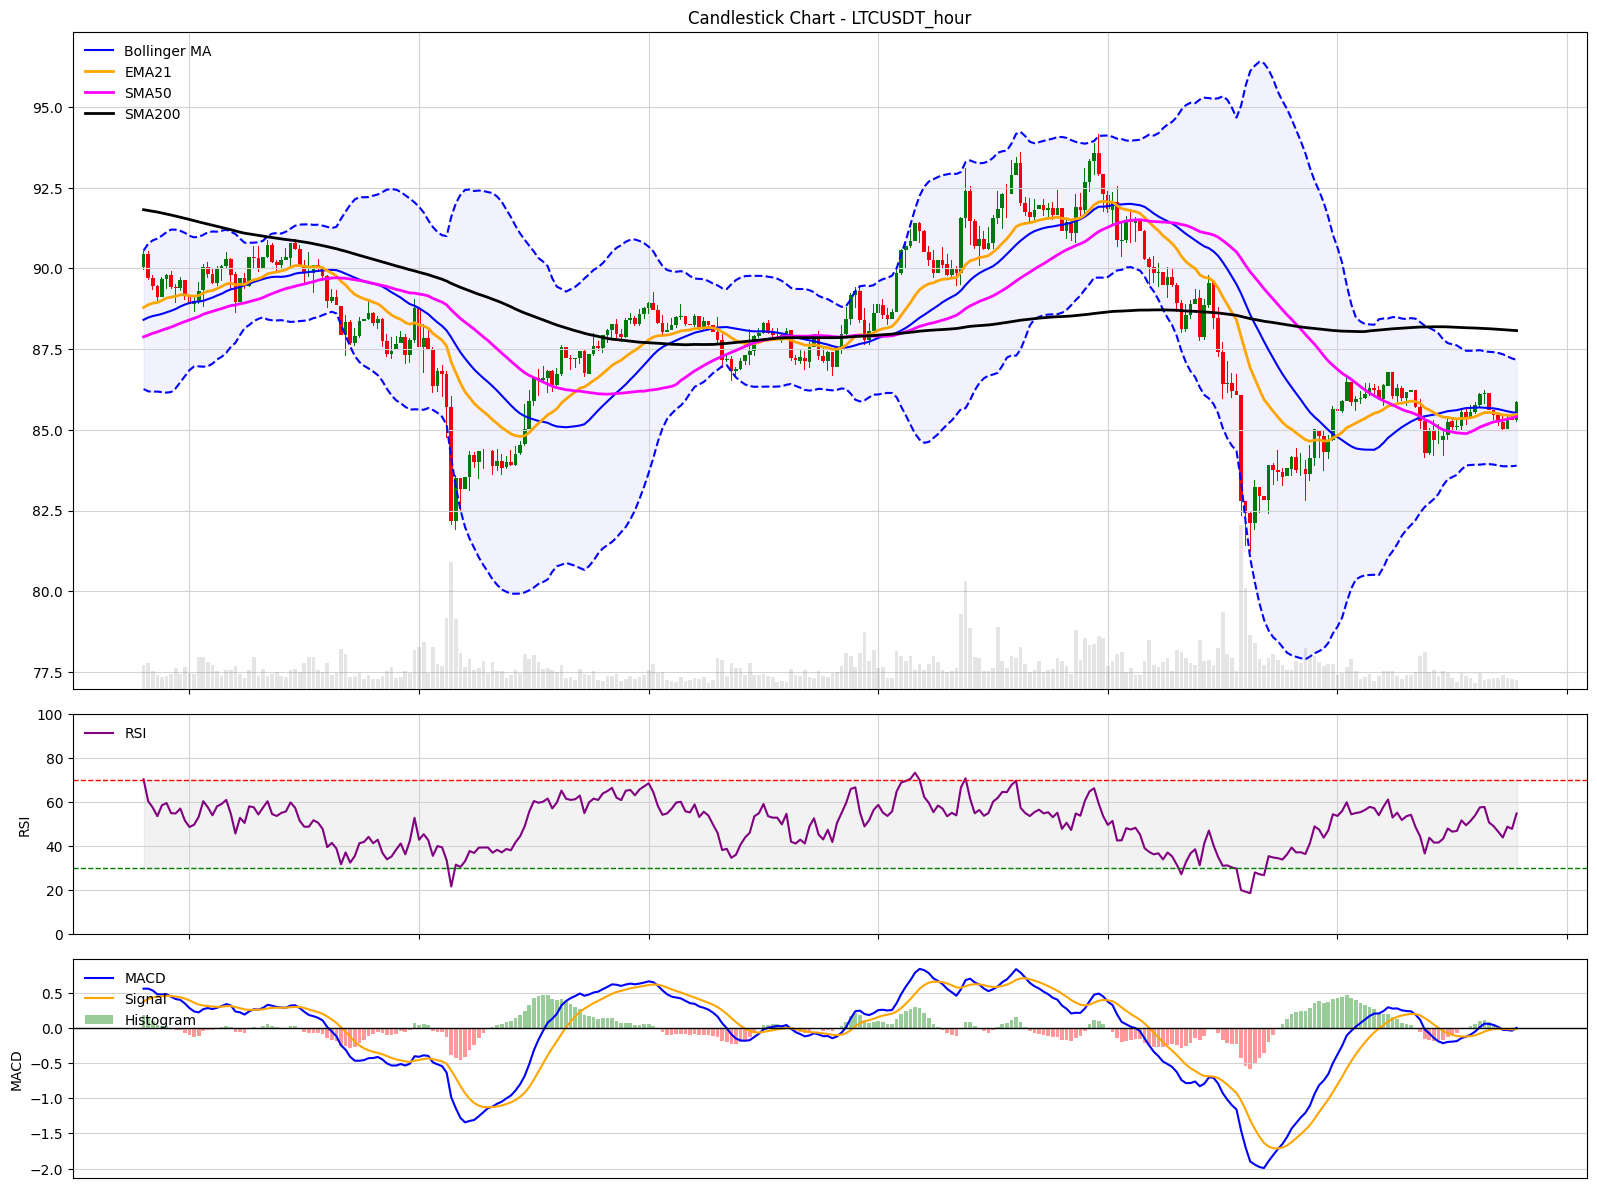 Candlestick Chart - LTCUSDT_hour
Bollinger MA
EMA21
SMA50
SMA200
95.0
92.5
90.0
87.5
85.0
82.5
80.0
77.5
100
RSI
80
60
RSI
40
20
0
MACD
0.5
Signal
Histogram
0.0
−0.5
MACD
−1.0
−1.5
−2.0